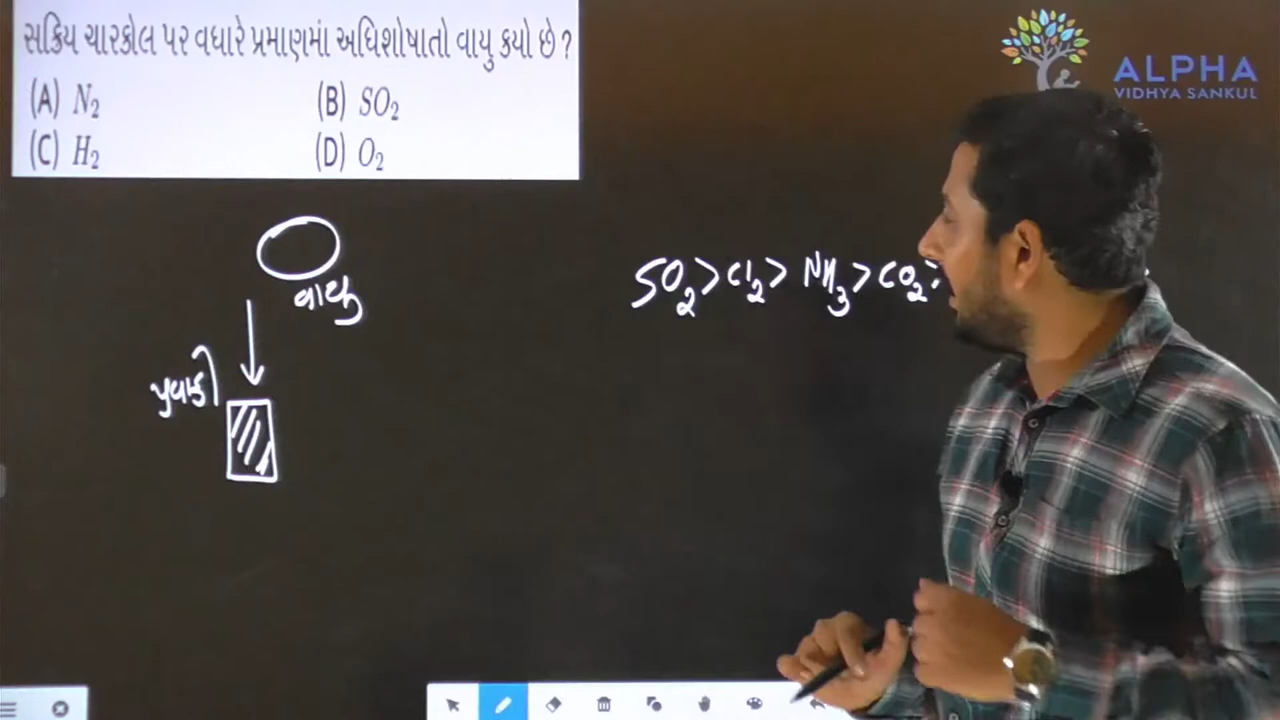 સક્રિય ચારકોલ પર વધારે પ્રમાણમાં અધિશોષાતો વાયુ કયો છે ?
(A) N₂ (B) SO₂
(C) H₂ (D) O₂
ALPHA
VIDHYA SANKUL
વાયુ
SO₂ > Cl₂ > NH₃ > CO₂ >
પ્રવાહી